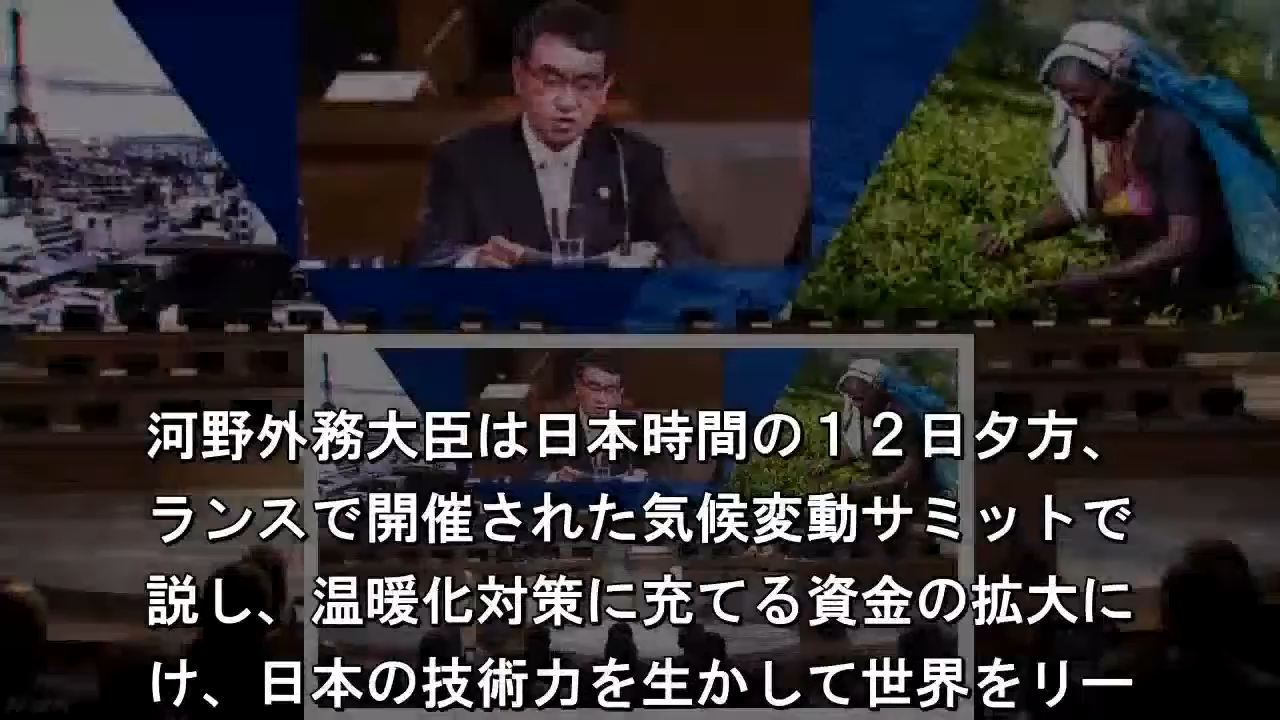 河野外務大臣は日本時間の１２日夕方、
ランスで開催された気候変動サミットで
説し、温暖化対策に充てる資金の拡大に
け、日本の技術力を生かして世界をリー